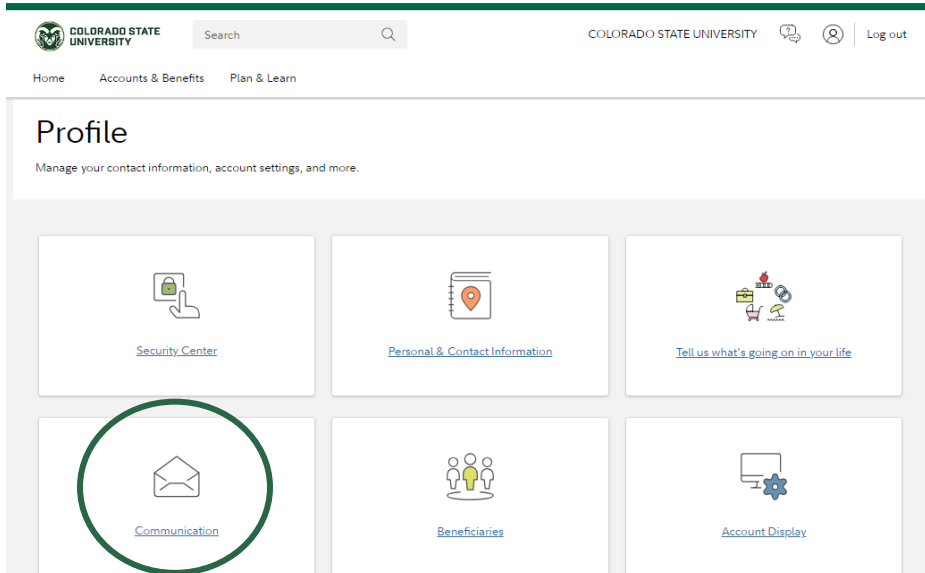 COLORADO STATE
UNIVERSITY
Search
COLORADO STATE UNIVERSITY
Log out
Home
Accounts & Benefits
Plan & Learn
Profile
Manage your contact information, account settings, and more.
Security Center
Personal & Contact Information
Tell us what's going on in your life
Communication
Beneficiaries
Account Display